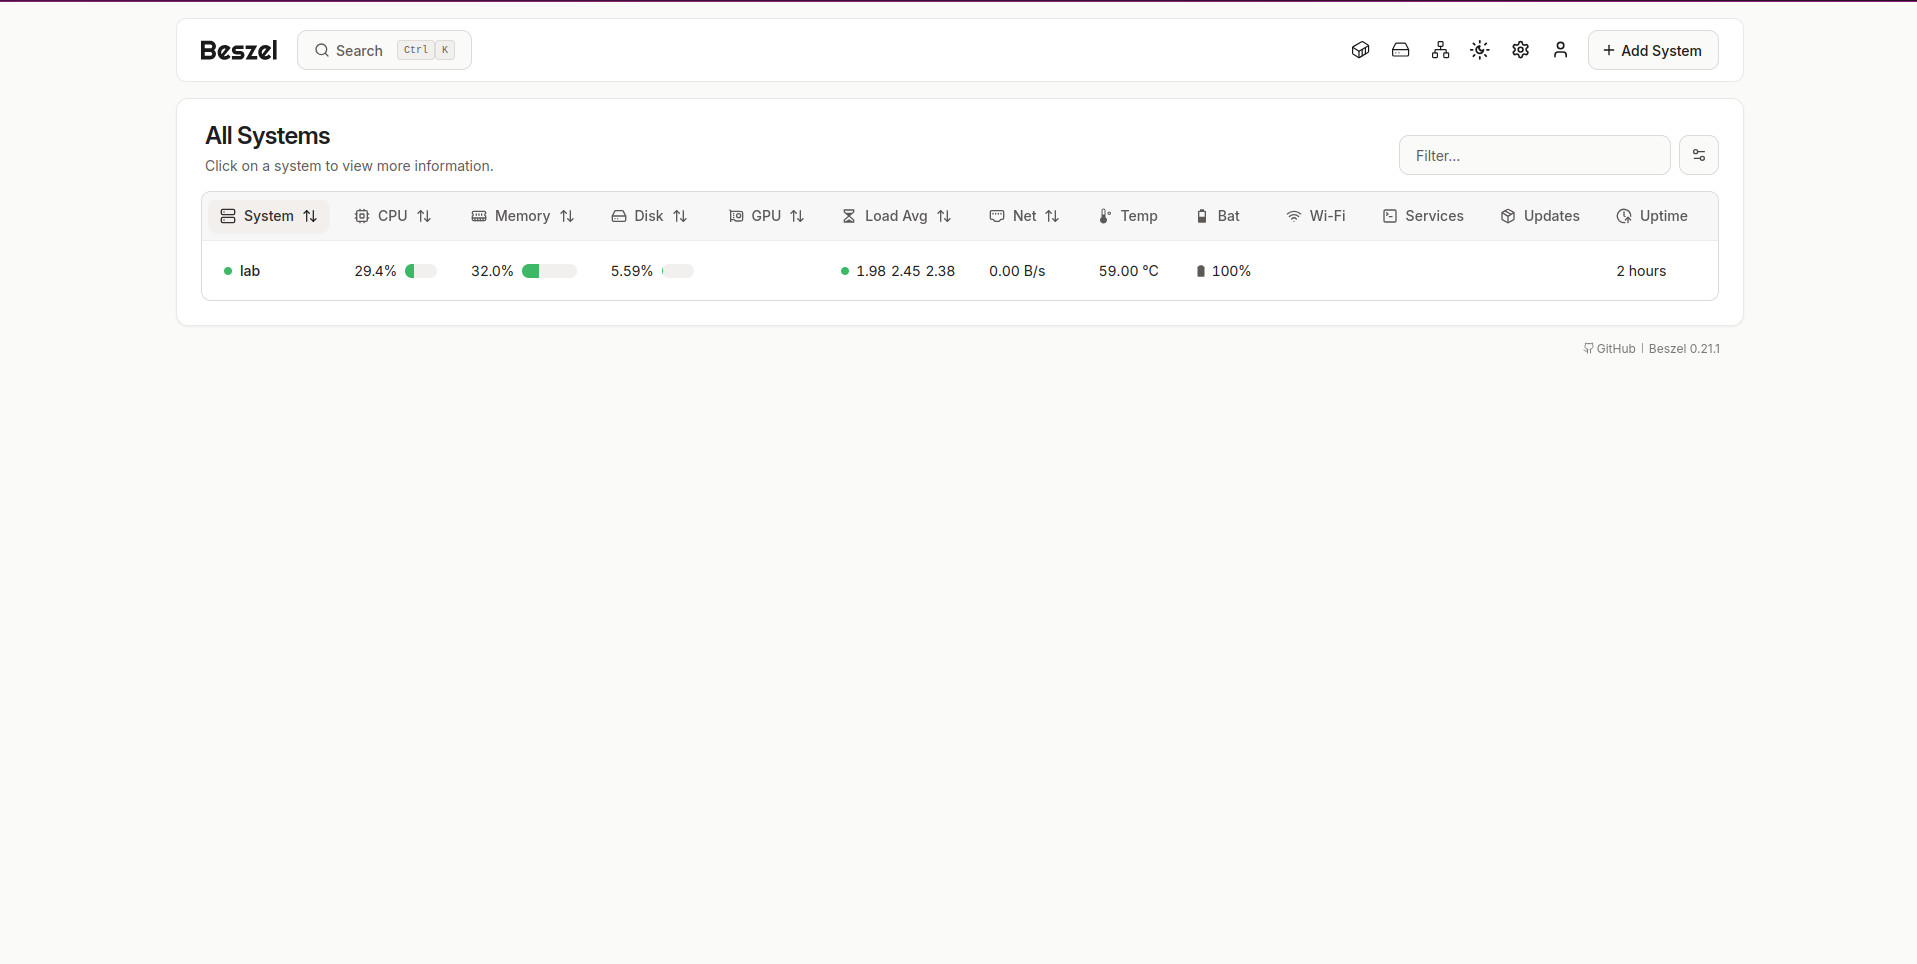 Beszel Search Ctrl K + Add System
All Systems
Click on a system to view more information.
Filter...
System CPU Memory Disk GPU Load Avg Net Temp Bat Wi-Fi Services Updates Uptime
lab 29.4% 32.0% 5.59% 1.98 2.45 2.38 0.00 B/s 59.00 °C 100% 2 hours
GitHub | Beszel 0.21.1